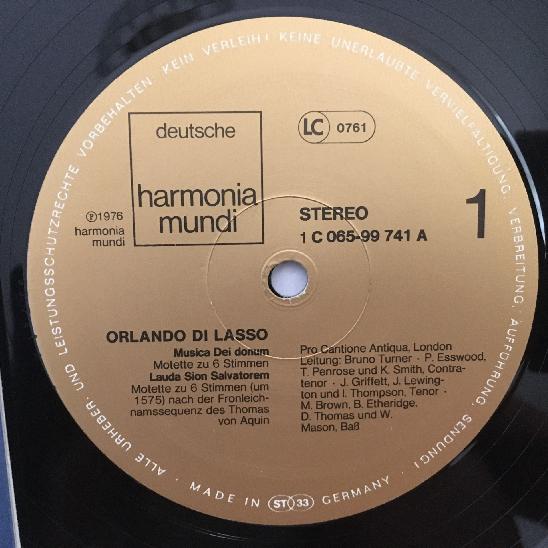 ALLE URHEBER- UND LEISTUNGSSCHUTZRECHTE VORBEHALTEN KEIN VERLEIH! KEINE UNERLAUBTE VERVIELFÄLTIGUNG, VERBREITUNG, AUFFÜHRUNG, SENDUNG!
deutsche
harmonia
mundi
LC 0761
℗1976
harmonia
mundi
STEREO
1 C 065-99 741 A
1
ORLANDO DI LASSO
Musica Dei donum
Motette zu 6 Stimmen
Lauda Sion Salvatorem
Motette zu 6 Stimmen (um
1575) nach der Fronleich-
namssequenz des Thomas
von Aquin
Pro Cantione Antiqua, London
Leitung: Bruno Turner · P. Esswood,
T. Penrose und K. Smith, Contra-
tenor · J. Griffett, J. Lewing-
ton und I. Thompson, Tenor ·
M. Brown, B. Etheridge,
D. Thomas und W.
Mason, Baß
· MADE IN ST 33 GERMANY ·